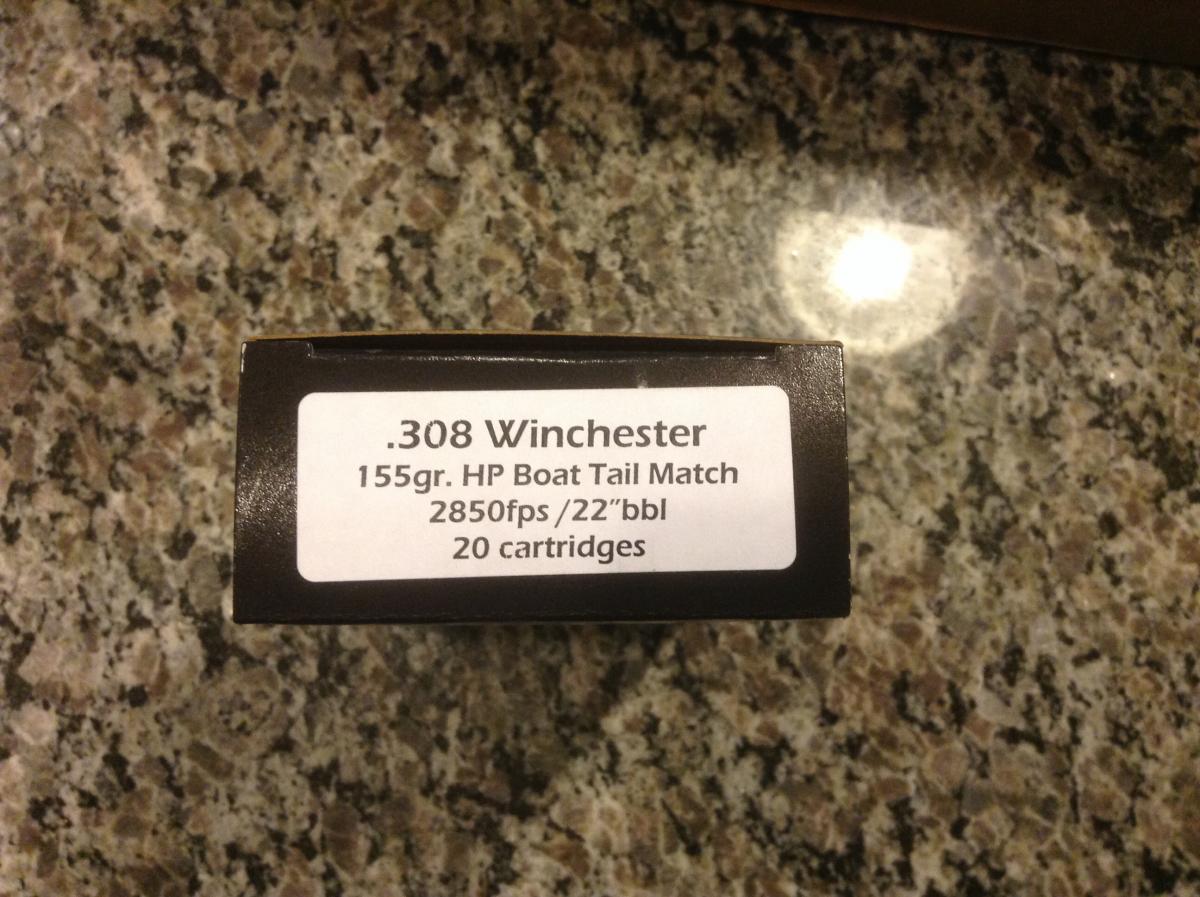 .308 Winchester
155gr. HP Boat Tail Match
2850fps /22"bbl
20 cartridges